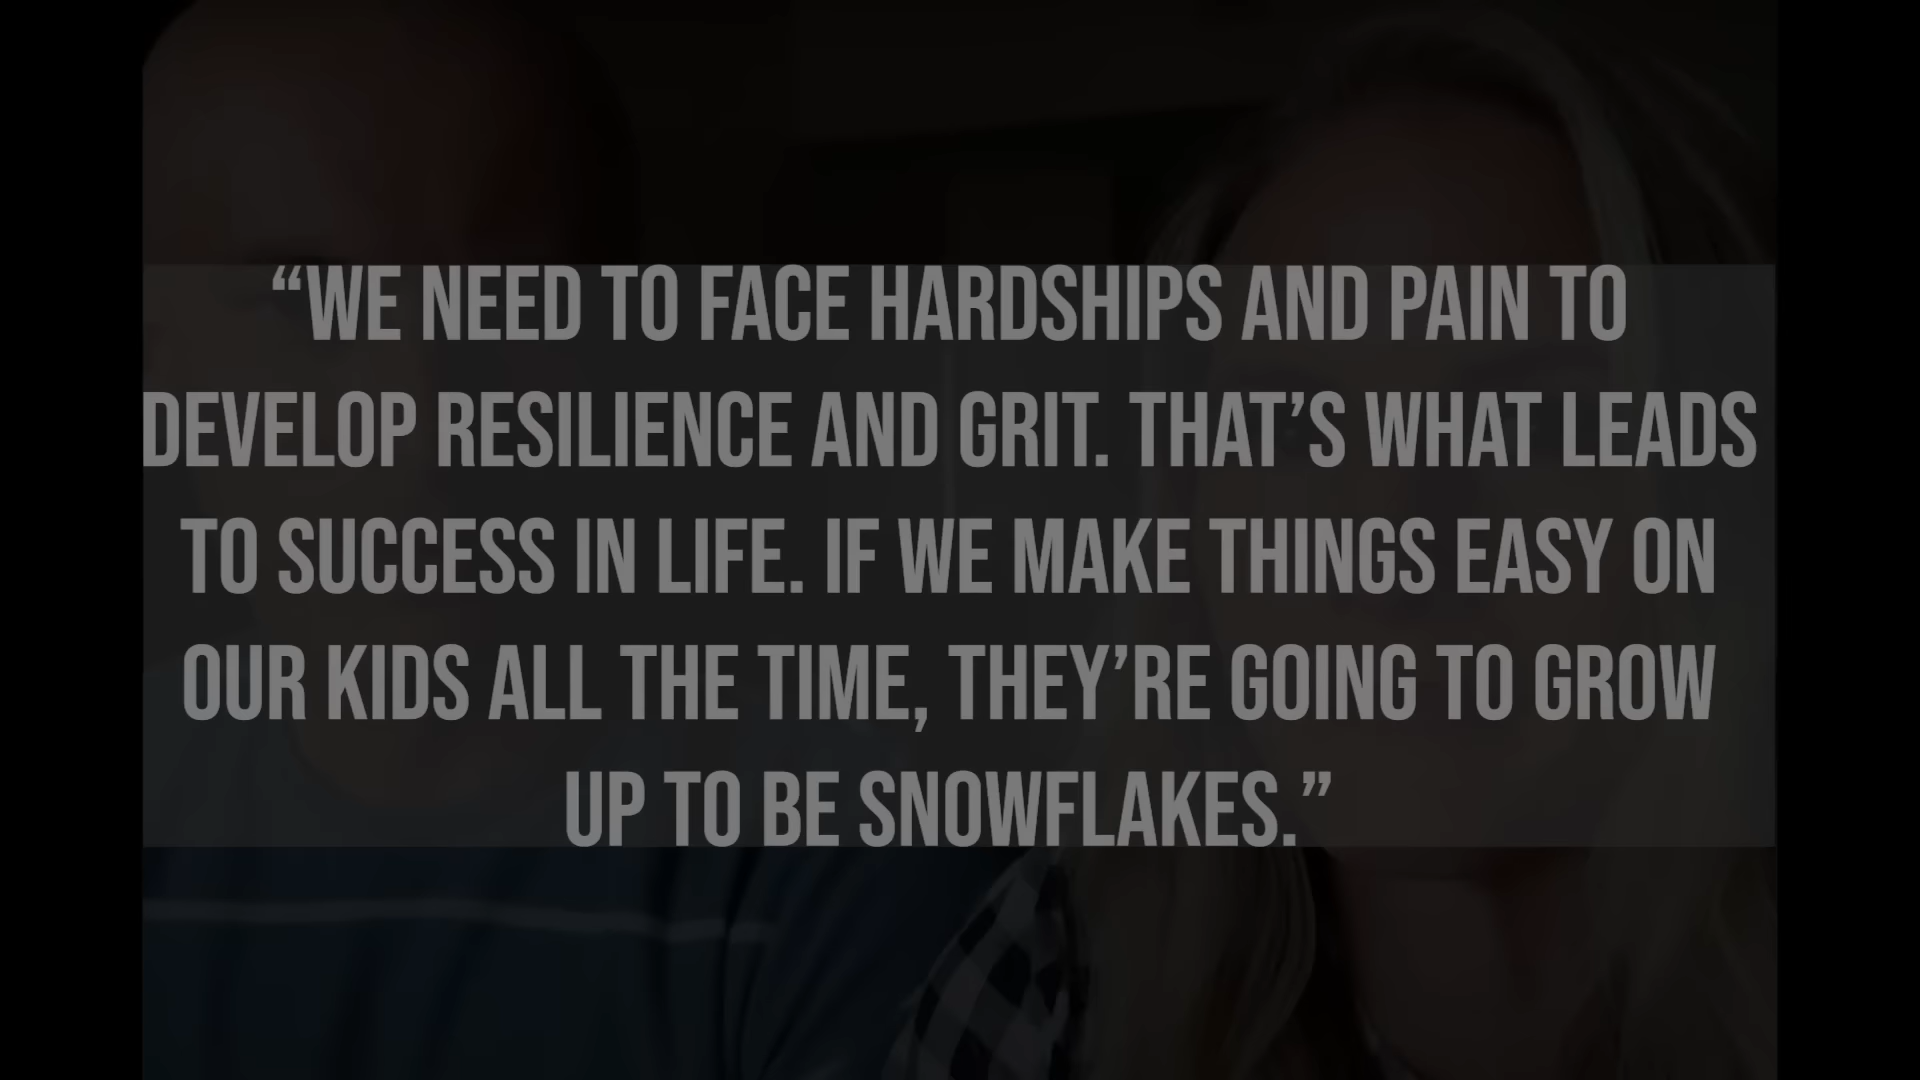 “WE NEED TO FACE HARDSHIPS AND PAIN TO
DEVELOP RESILIENCE AND GRIT. THAT’S WHAT LEADS
TO SUCCESS IN LIFE. IF WE MAKE THINGS EASY ON
OUR KIDS ALL THE TIME, THEY’RE GOING TO GROW
UP TO BE SNOWFLAKES.”